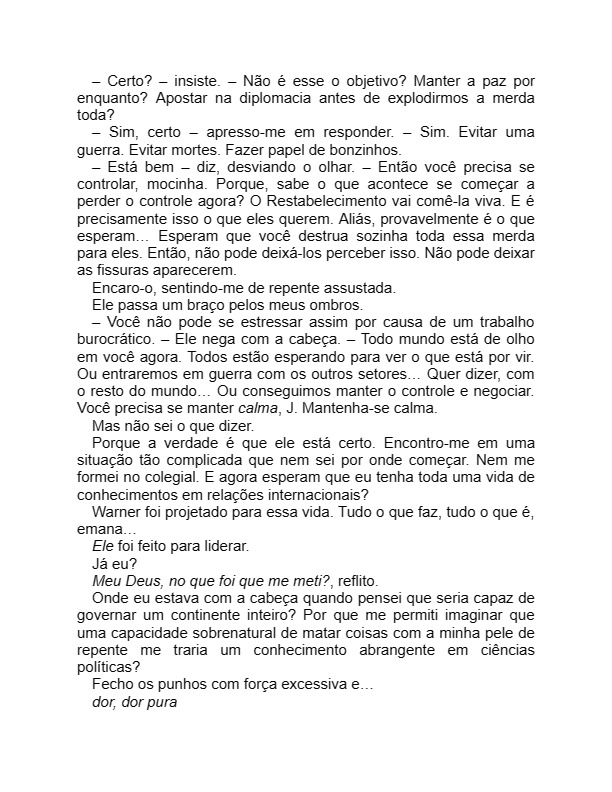 – Certo? – insiste. – Não é esse o objetivo? Manter a paz por
enquanto? Apostar na diplomacia antes de explodirmos a merda
toda?
– Sim, certo – apresso-me em responder. – Sim. Evitar uma
guerra. Evitar mortes. Fazer papel de bonzinhos.
– Está bem – diz, desviando o olhar. – Então você precisa se
controlar, mocinha. Porque, sabe o que acontece se começar a
perder o controle agora? O Restabelecimento vai comê-la viva. E é
precisamente isso o que eles querem. Aliás, provavelmente é o que
esperam… Esperam que você destrua sozinha toda essa merda
para eles. Então, não pode deixá-los perceber isso. Não pode deixar
as fissuras aparecerem.
Encaro-o, sentindo-me de repente assustada.
Ele passa um braço pelos meus ombros.
– Você não pode se estressar assim por causa de um trabalho
burocrático. – Ele nega com a cabeça. – Todo mundo está de olho
em você agora. Todos estão esperando para ver o que está por vir.
Ou entraremos em guerra com os outros setores… Quer dizer, com
o resto do mundo… Ou conseguimos manter o controle e negociar.
Você precisa se manter calma, J. Mantenha-se calma.
Mas não sei o que dizer.
Porque a verdade é que ele está certo. Encontro-me em uma
situação tão complicada que nem sei por onde começar. Nem me
formei no colegial. E agora esperam que eu tenha toda uma vida de
conhecimentos em relações internacionais?
Warner foi projetado para essa vida. Tudo o que faz, tudo o que é,
emana…
Ele foi feito para liderar.
Já eu?
Meu Deus, no que foi que me meti?, reflito.
Onde eu estava com a cabeça quando pensei que seria capaz de
governar um continente inteiro? Por que me permiti imaginar que
uma capacidade sobrenatural de matar coisas com a minha pele de
repente me traria um conhecimento abrangente em ciências
políticas?
Fecho os punhos com força excessiva e…
dor, dor pura